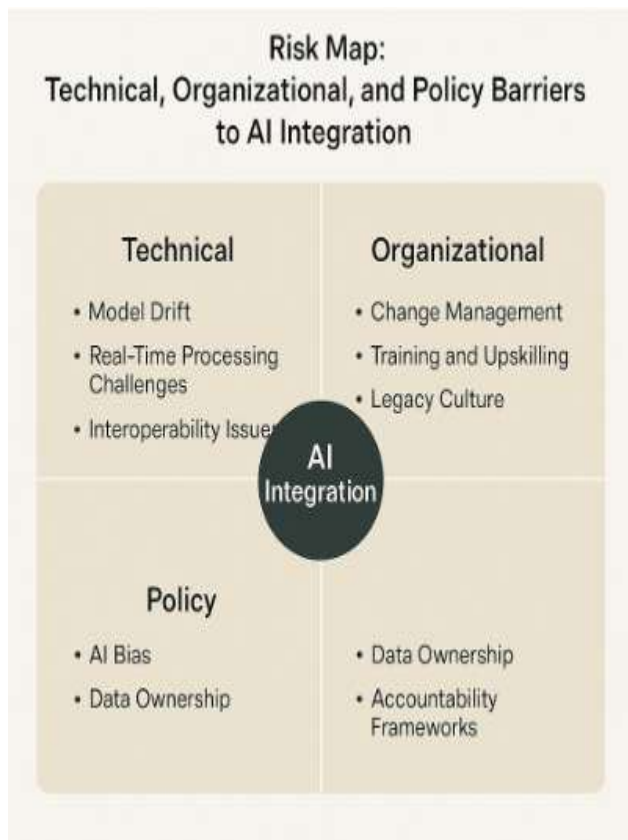 Risk Map:
Technical, Organizational, and Policy Barriers
to AI Integration
Technical
• Model Drift
• Real-Time Processing
Challenges
• Interoperability Issues
Organizational
• Change Management
• Training and Upskilling
• Legacy Culture
AI
Integration
Policy
• AI Bias
• Data Ownership
• Data Ownership
• Accountability
Frameworks